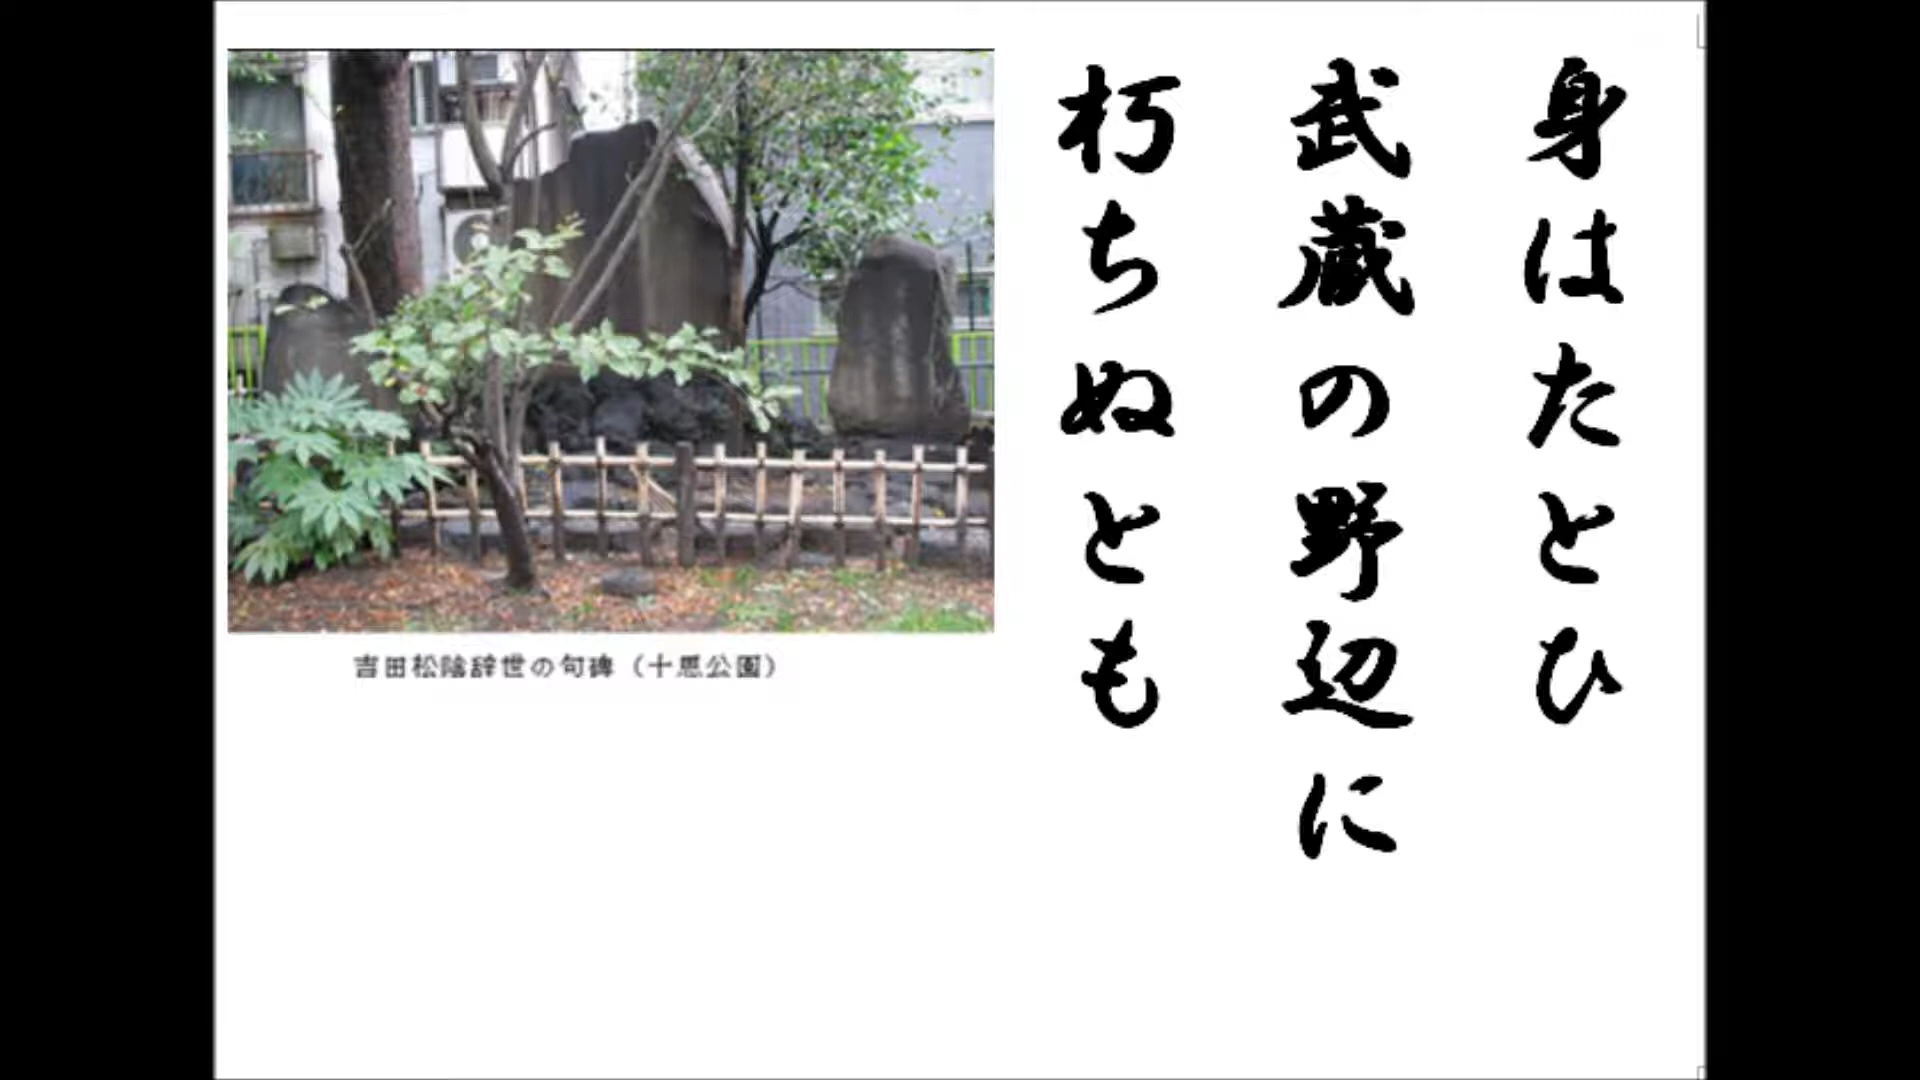 身はたとひ
武蔵の野辺に
朽ちぬとも
吉田松陰辞世の句碑（十思公園）